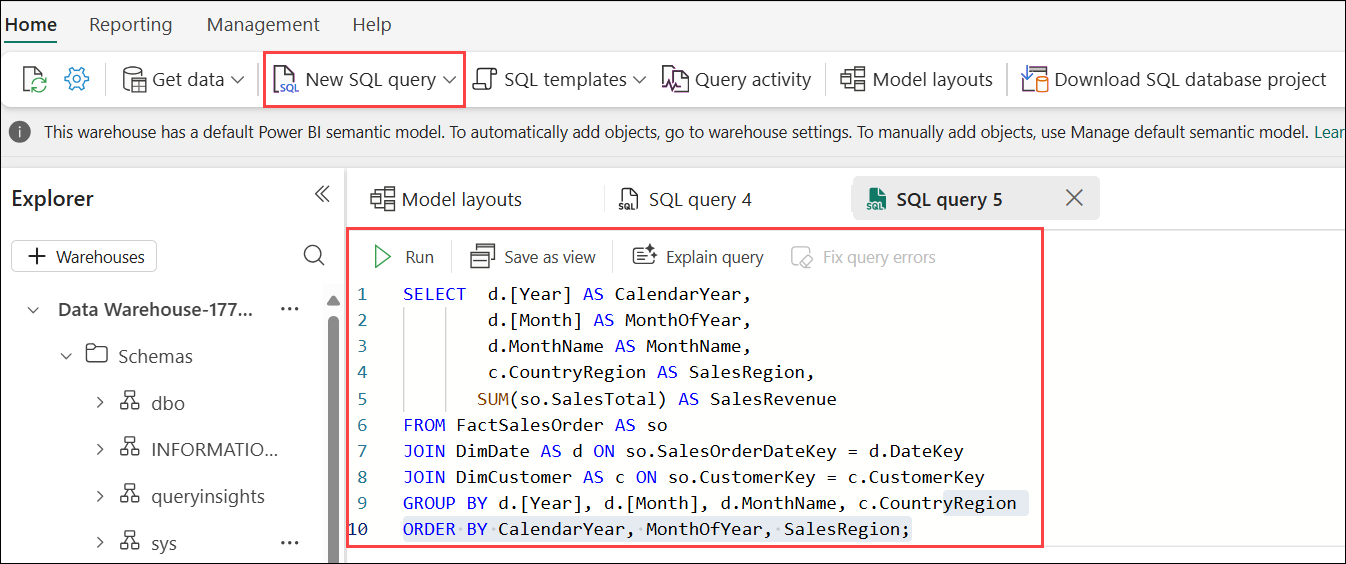 Home Reporting Management Help
Get data New SQL query SQL templates Query activity Model layouts Download SQL database project
This warehouse has a default Power BI semantic model. To automatically add objects, go to warehouse settings. To manually add objects, use Manage default semantic model. Lear
Explorer
Model layouts SQL query 4 SQL query 5
+ Warehouses
Run Save as view Explain query Fix query errors
Data Warehouse-177...
Schemas
dbo
INFORMATIO...
queryinsights
sys
1 SELECT d.[Year] AS CalendarYear,
2 d.[Month] AS MonthOfYear,
3 d.MonthName AS MonthName,
4 c.CountryRegion AS SalesRegion,
5 SUM(so.SalesTotal) AS SalesRevenue
6 FROM FactSalesOrder AS so
7 JOIN DimDate AS d ON so.SalesOrderDateKey = d.DateKey
8 JOIN DimCustomer AS c ON so.CustomerKey = c.CustomerKey
9 GROUP BY d.[Year], d.[Month], d.MonthName, c.CountryRegion
10 ORDER BY CalendarYear, MonthOfYear, SalesRegion;